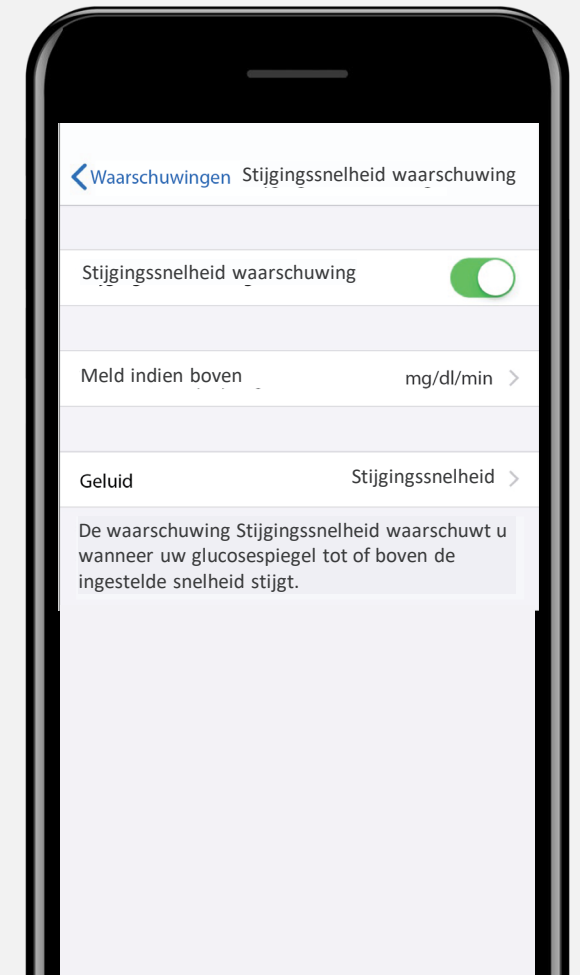 Waarschuwingen Stijgingssnelheid waarschuwing
Stijgingssnelheid waarschuwing
Meld indien boven mg/dl/min
Geluid Stijgingssnelheid
De waarschuwing Stijgingssnelheid waarschuwt u
wanneer uw glucosespiegel tot of boven de
ingestelde snelheid stijgt.